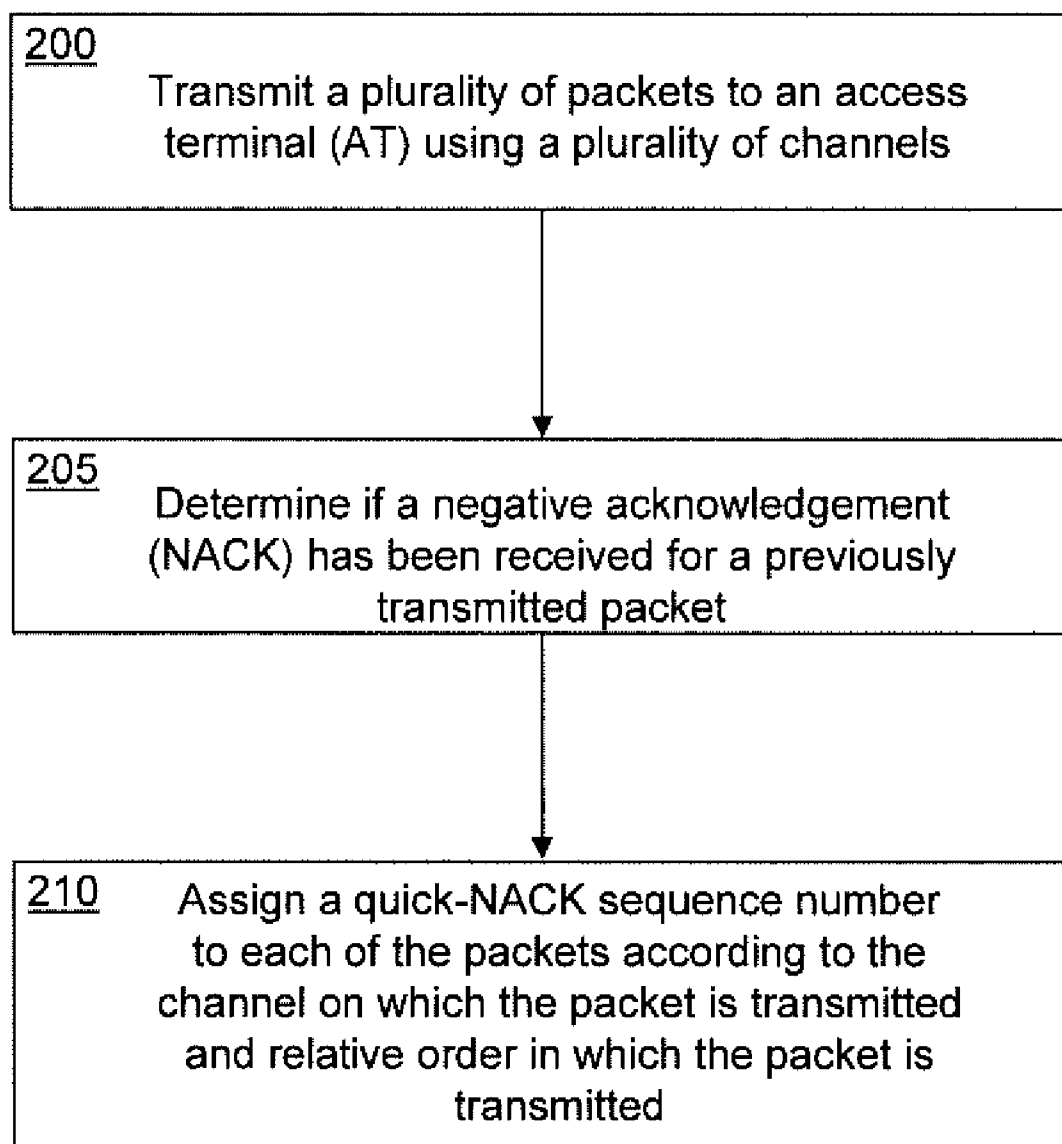 200
Transmit a plurality of packets to an access
terminal (AT) using a plurality of channels
205
Determine if a negative acknowledgement
(NACK) has been received for a previously
transmitted packet
210
Assign a quick-NACK sequence number
to each of the packets according to the
channel on which the packet is transmitted
and relative order in which the packet is
transmitted